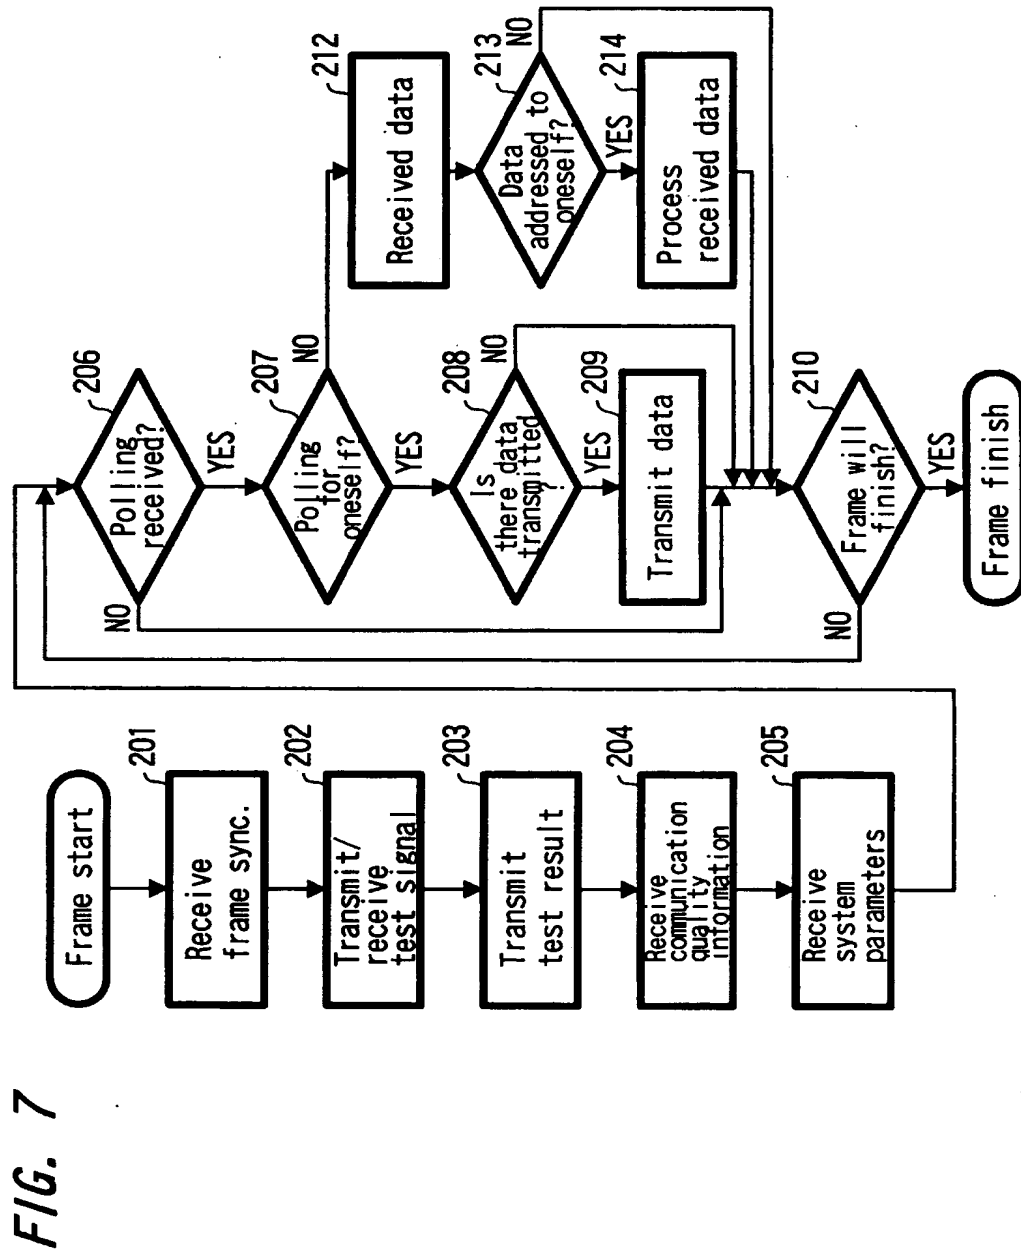 FIG. 7
Frame start
201
Receive
frame sync.
202
Transmit/
receive
test signal
203
Transmit
test result
204
Receive
communication
quality
information
205
Receive
system
parameters
206
Polling
received?
NO
YES
207
Polling
for
oneself?
NO
YES
208
Is
there data
transmitted
?
NO
YES
209
Transmit data
210
Frame will
finish?
NO
YES
Frame finish
212
Received data
213
Data
addressed to
oneself?
NO
YES
214
Process
received data